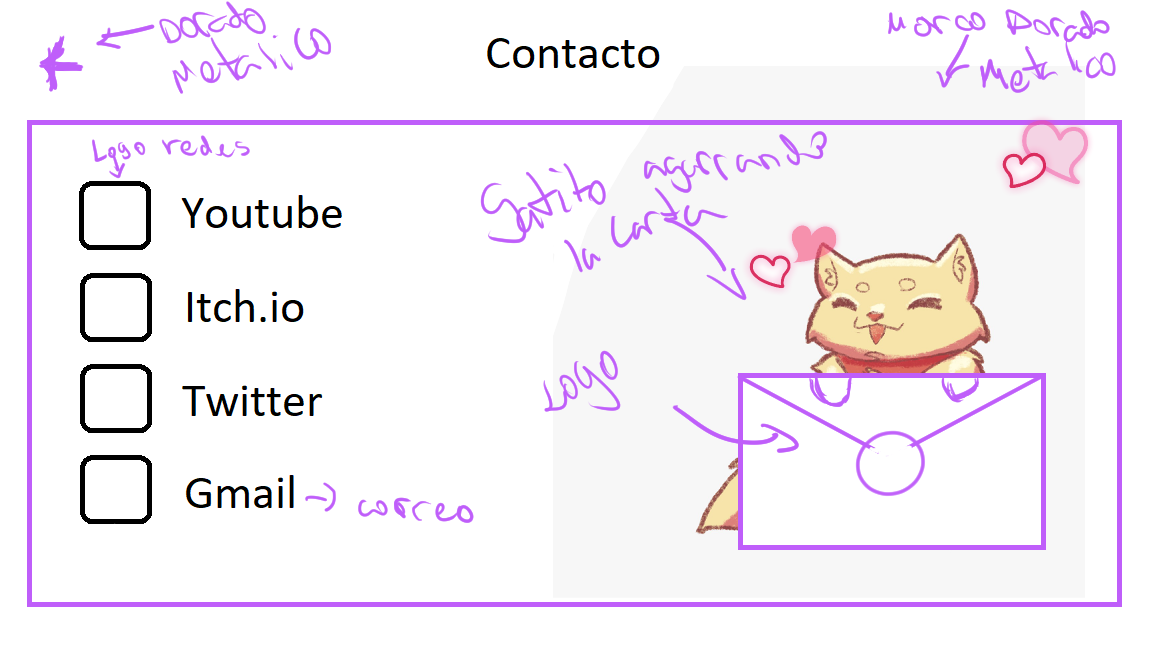 Dorado
Metalico
Contacto
Marco Dorado
Metalico
Logo redes
Youtube
Itch.io
Twitter
Gmail → correo
Gatito agarrando
la carta
Logo